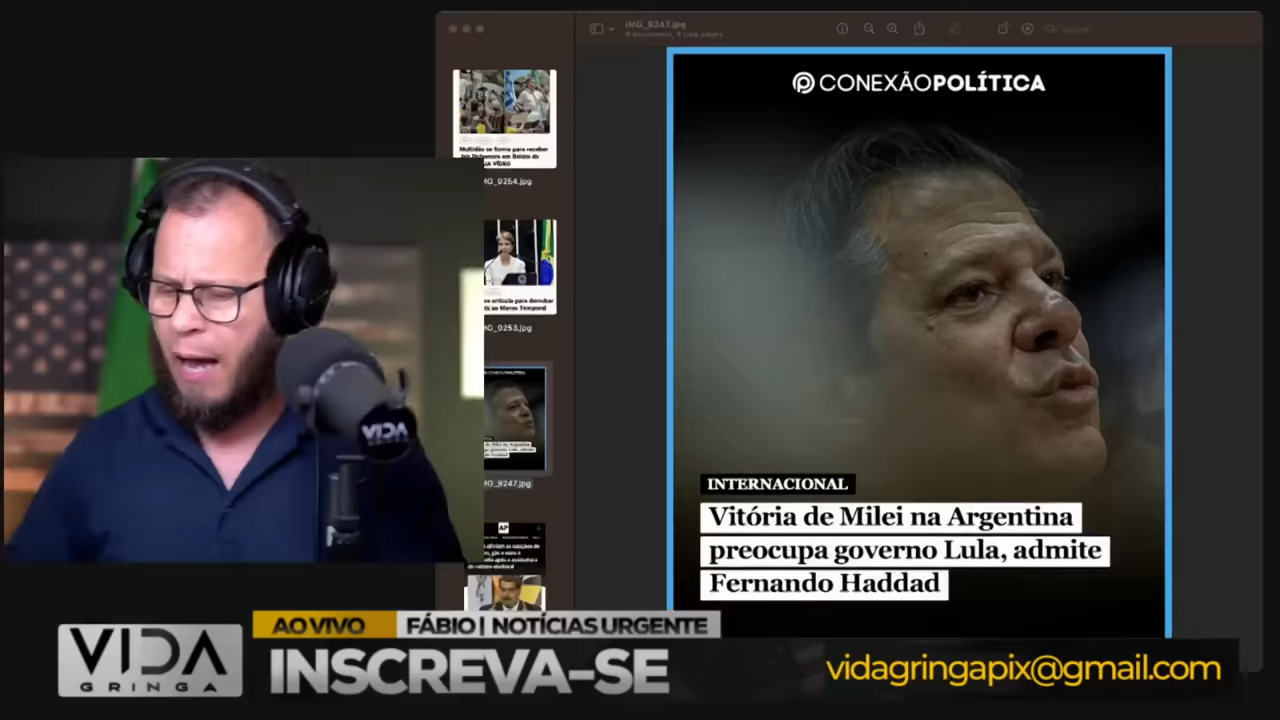 IMG_9247.jpg
CONEXÃOPOLÍTICA
Multidão se forma para receber
IMG_9254.jpg
IMG_9253.jpg
IMG_9247.jpg
AP
INTERNACIONAL
Vitória de Milei na Argentina
preocupa governo Lula, admite
Fernando Haddad
VIDA
GRINGA
VIDA
GRINGA
AO VIVO
FÁBIO | NOTÍCIAS URGENTE
INSCREVA-SE
vidagringapix@gmail.com